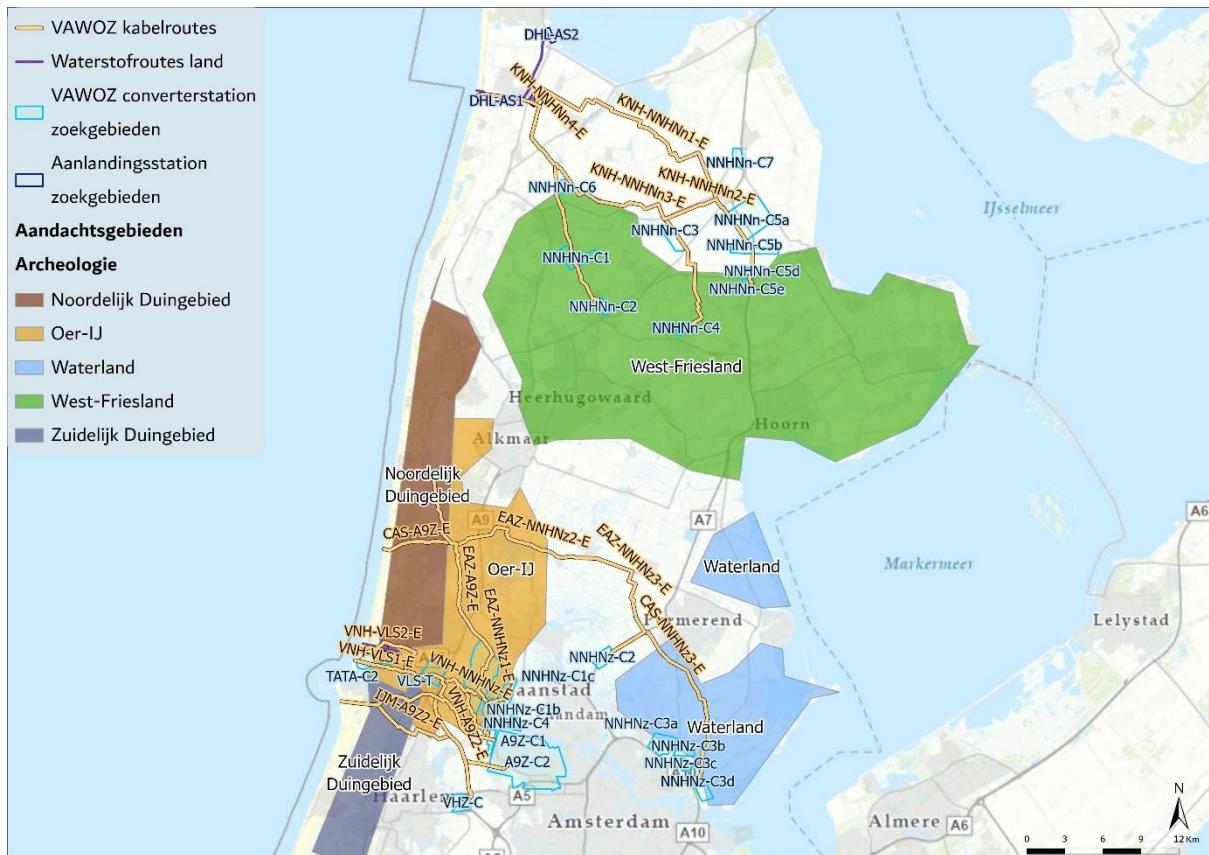 VAWOZ kabelroutes
Waterstofroutes land
VAWOZ converterstation
zoekgebieden
Aanlandingsstation
zoekgebieden
Aandachtsgebieden
Archeologie
Noordelijk Duingebied
Oer-IJ
Waterland
West-Friesland
Zuidelijk Duingebied
DHL-AS2
DHL-AS1
KNH-NNHNn4-E
KNH-NNHNn1-E
NNHNn-C7
KNH-NNHNn2-E
KNH-NNHNn3-E
NNHNn-C6
NNHNn-C5a
NNHNn-C3
NNHNn-C5b
NNHNn-C1
NNHNn-C5d
NNHNn-C5e
NNHNn-C2
NNHNn-C4
West-Friesland
IJsselmeer
Heerhugowaard
Hoorn
Alkmaar
Noordelijk
Duingebied
A9
A7
A6
CAS-A9Z-E
EAZ-NNHNz2-E
EAZ-NNHNz3-E
Oer-IJ
EAZ-A9Z-E
Waterland
Markermeer
Lelystad
EAZ-NNHNz1-E
CAS-NNHNz3-E
Purmerend
VNH-VLS2-E
VNH-VLS1-E
NNHNz-C2
TATA-C2
VLS-T
VNH-NNHNz-E
NNHNz-C1c
IJM-A9Z2-E
VNH-A9Z2-E
NNHNz-C1b
NNHNz-C4
NNHNz-C3a
Waterland
A9Z-C1
NNHNz-C3b
A9Z-C2
NNHNz-C3c
NNHNz-C3d
Zuidelijk
Duingebied
VHZ-C
A5
Amsterdam
A10
Almere
A6
N
0 3 6 9 12 Km